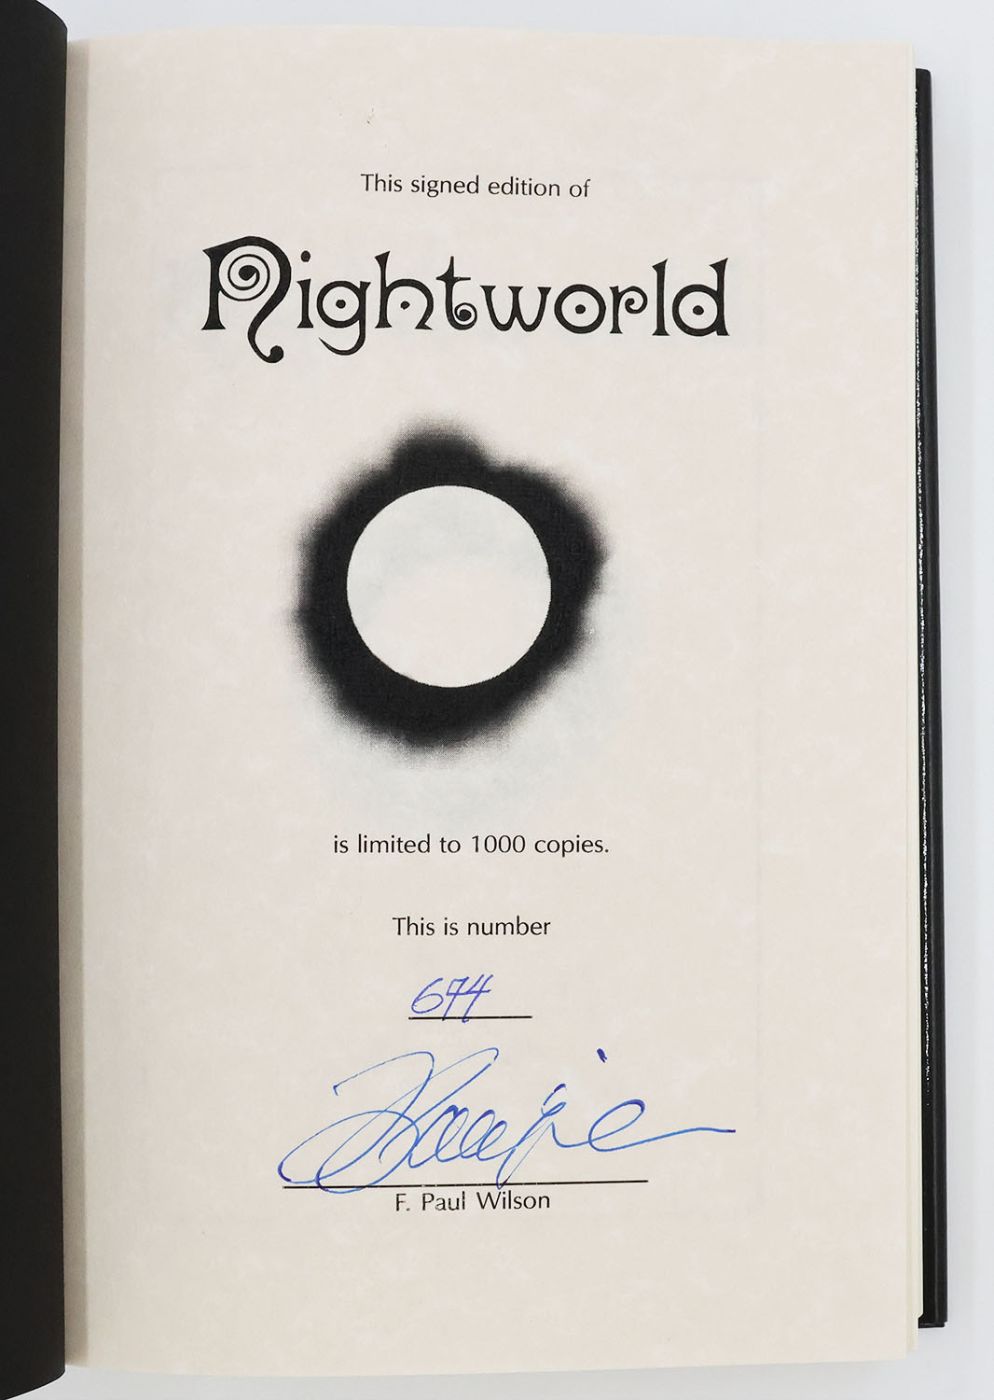 This signed edition of
Nightworld
is limited to 1000 copies.
This is number
674
F. Paul Wilson